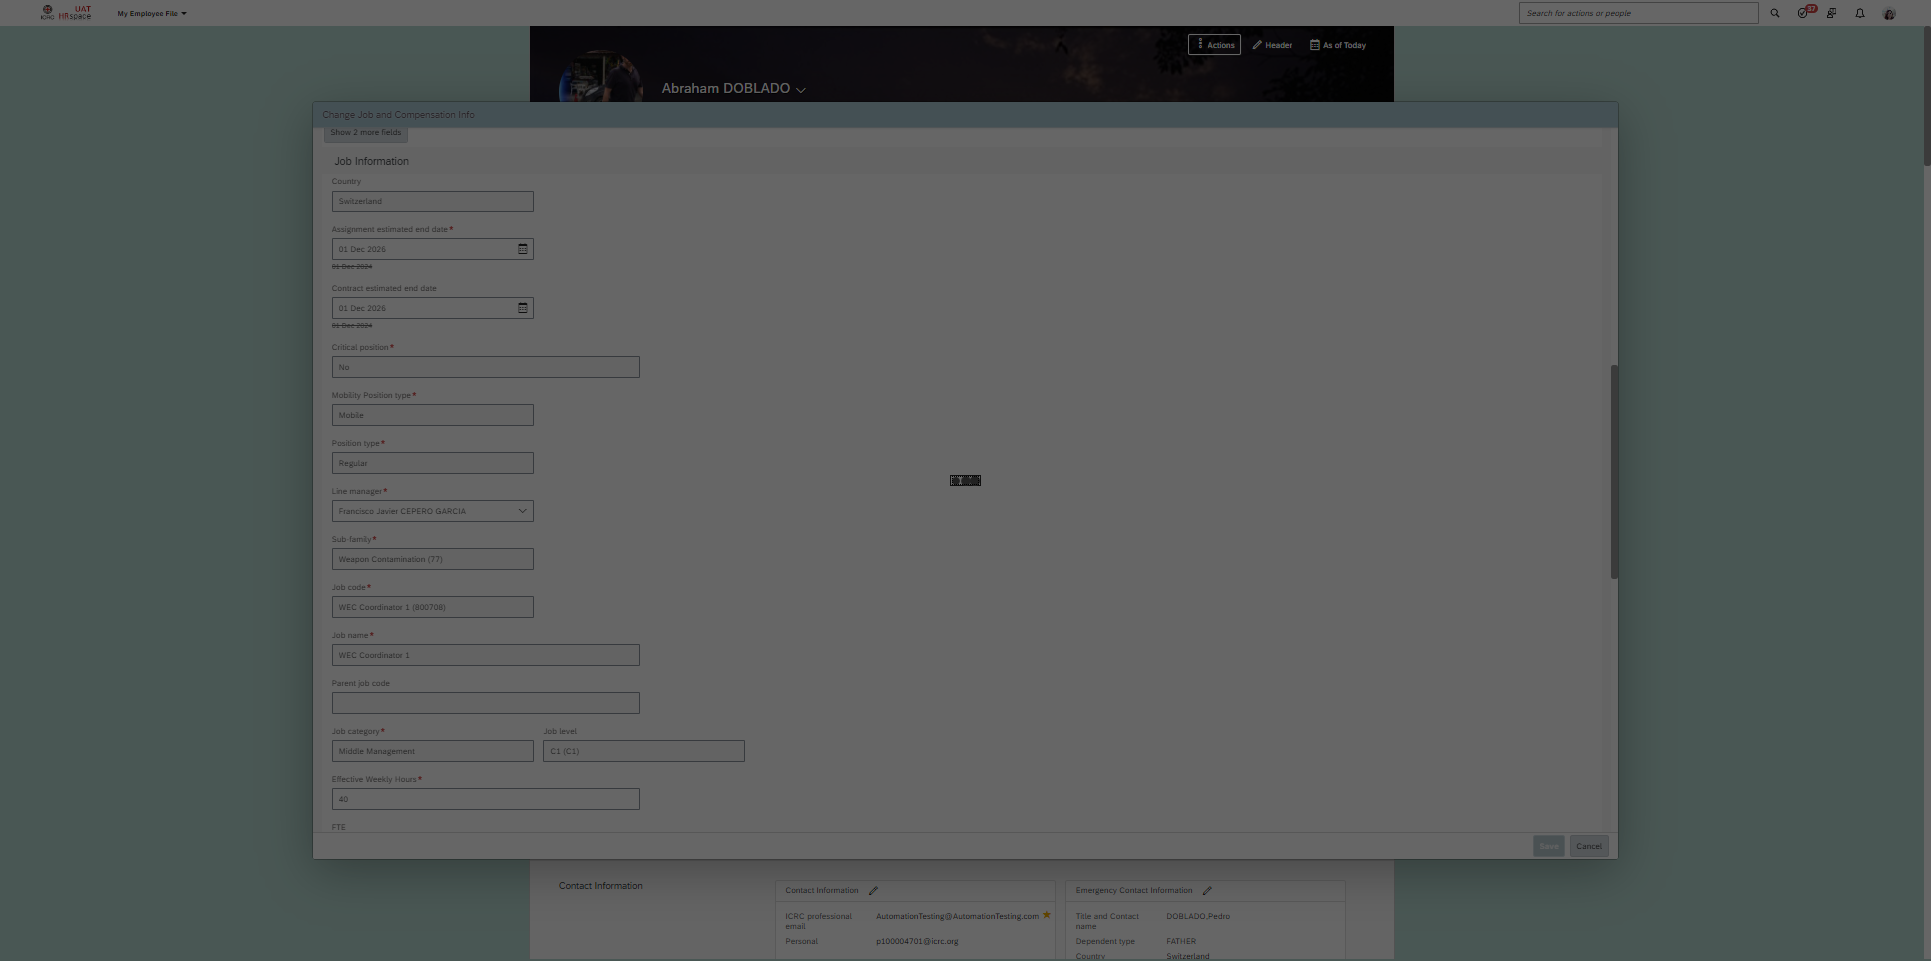 ICRC
UAT
HRspace
My Employee File
Search for actions or people
37
Actions
Header
As of Today
Abraham DOBLADO
Change Job and Compensation Info
Show 2 more fields
Job Information
Country
Switzerland
Assignment estimated end date*
01 Dec 2026
01 Dec 2024
Contract estimated end date
01 Dec 2026
01 Dec 2024
Critical position*
No
Mobility Position type*
Mobile
Position type*
Regular
Line manager*
Francisco Javier CEPERO GARCIA
Sub-family*
Weapon Contamination (77)
Job code*
WEC Coordinator 1 (800708)
Job name*
WEC Coordinator 1
Parent job code
Job category* Job level
Middle Management C1 (C1)
Effective Weekly Hours*
40
FTE
Save Cancel
Contact Information
Contact Information
ICRC professional email AutomationTesting@AutomationTesting.com
Personal p100004701@icrc.org
Emergency Contact Information
Title and Contact name DOBLADO,Pedro
Dependent type FATHER
Country Switzerland